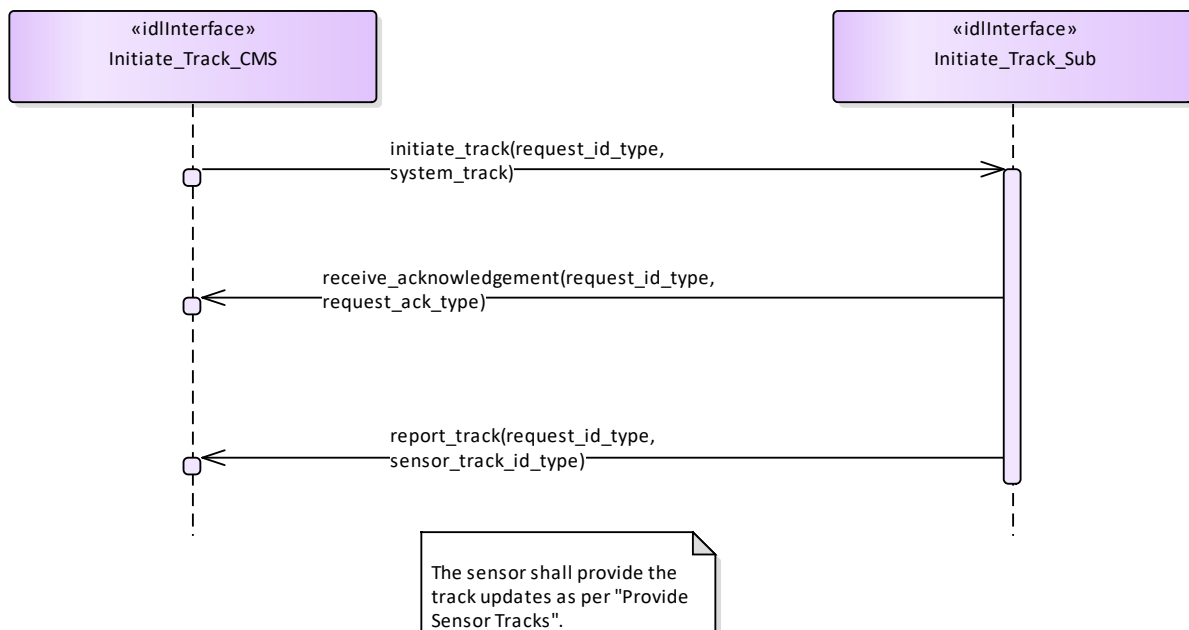 «idlInterface»
Initiate_Track_CMS
«idlInterface»
Initiate_Track_Sub
initiate_track(request_id_type,
system_track)
receive_acknowledgement(request_id_type,
request_ack_type)
report_track(request_id_type,
sensor_track_id_type)
The sensor shall provide the
track updates as per "Provide
Sensor Tracks".